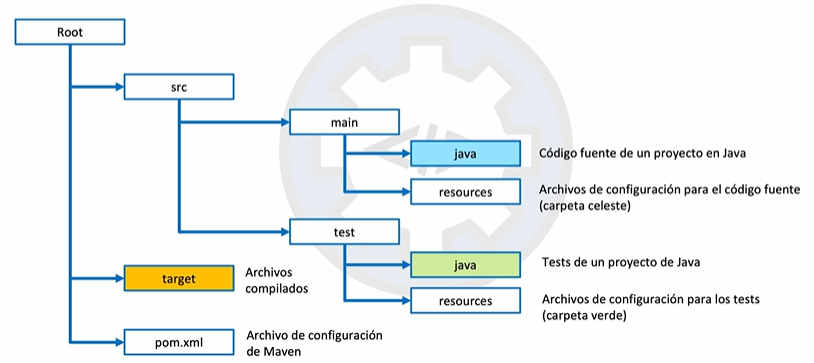 Root
src
main
java
Código fuente de un proyecto en Java
resources
Archivos de configuración para el código fuente
(carpeta celeste)
test
java
Tests de un proyecto de Java
target
Archivos
compilados
resources
Archivos de configuración para los tests
(carpeta verde)
pom.xml
Archivo de configuración
de Maven